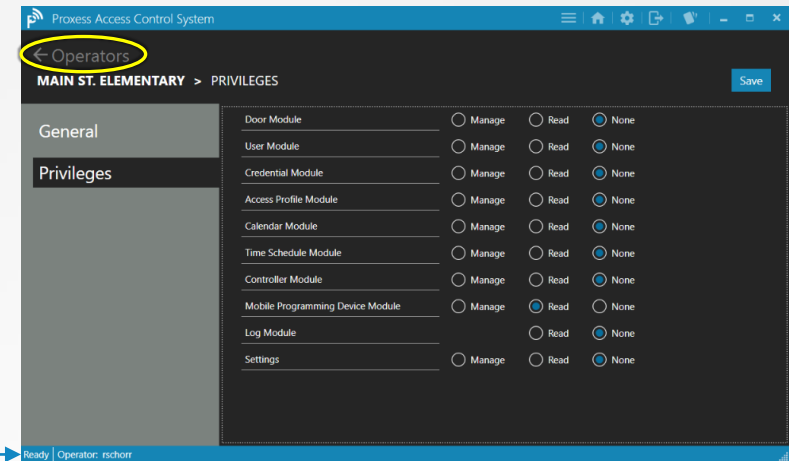 Proxess Access Control System
← Operators
MAIN ST. ELEMENTARY > PRIVILEGES
Save
General
Privileges
Door Module Manage Read None
User Module Manage Read None
Credential Module Manage Read None
Access Profile Module Manage Read None
Calendar Module Manage Read None
Time Schedule Module Manage Read None
Controller Module Manage Read None
Mobile Programming Device Module Manage Read None
Log Module Read None
Settings Manage Read None
Ready Operator: rschorr